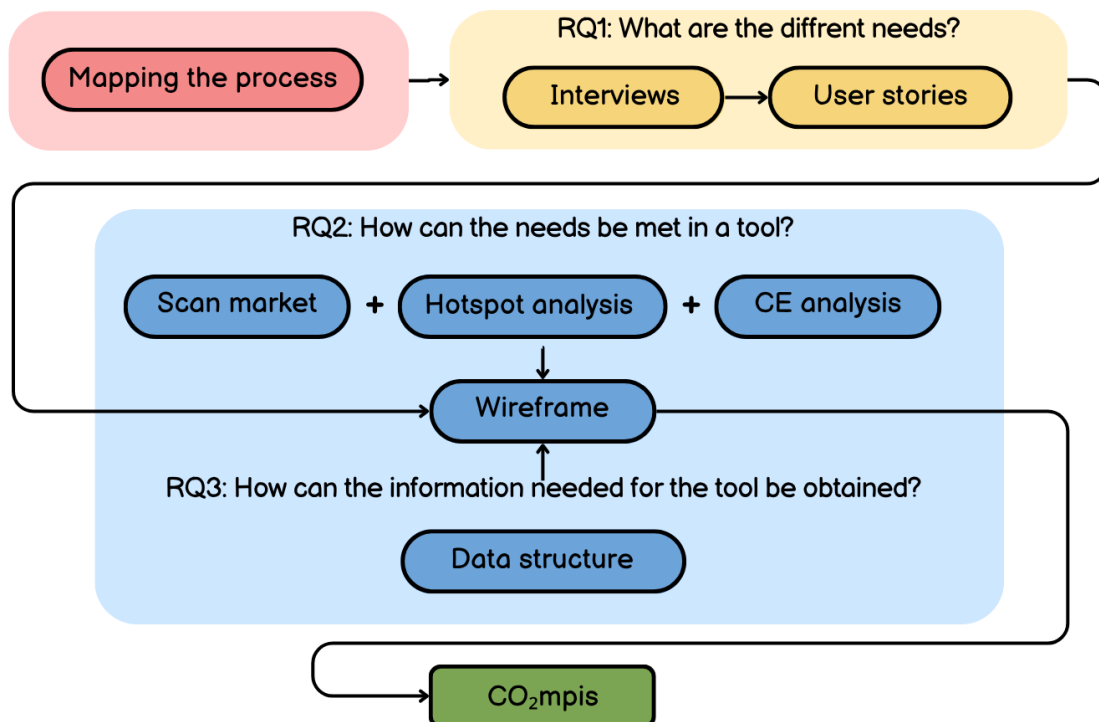 RQ1: What are the diffrent needs?
Mapping the process
Interviews
User stories
RQ2: How can the needs be met in a tool?
Scan market + Hotspot analysis + CE analysis
Wireframe
RQ3: How can the information needed for the tool be obtained?
Data structure
CO₂mpis